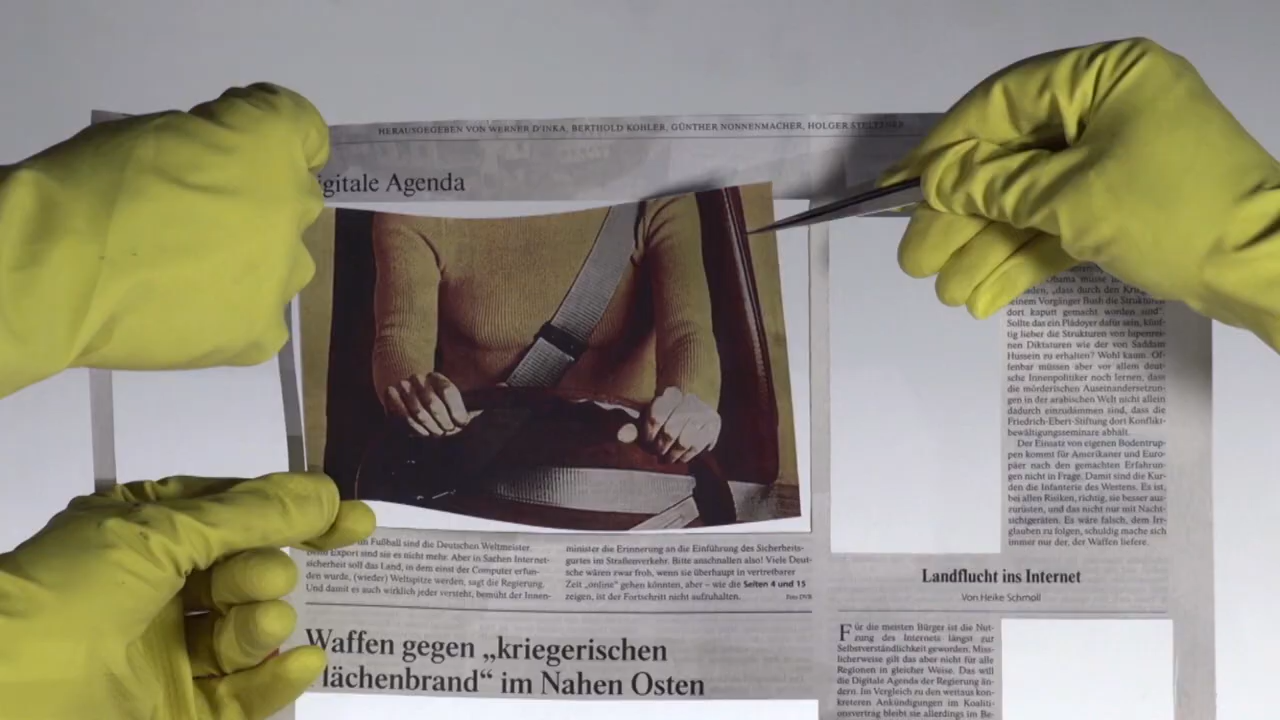 HERAUSGEGEBEN VON WERNER D'INKA, BERTHOLD KOHLER, GÜNTHER NONNENMACHER, HOLGER STELTZNER
igitale Agenda
im Fußball sind die Deutschen Weltmeister.
beim Export sind sie es nicht mehr. Aber in Sachen Internet-
sicherheit soll das Land, in dem einst der Computer erfun-
den wurde, (wieder) Weltspitze werden, sagt die Regierung.
Und damit es auch wirklich jeder versteht, bemüht der Innen-
minister die Erinnerung an die Einführung des Sicherheits-
gurtes im Straßenverkehr. Bitte anschnallen also! Viele Deut-
sche wären zwar froh, wenn sie überhaupt in vertretbarer
Zeit „online“ gehen könnten, aber – wie die Seiten 4 und 15
zeigen, ist der Fortschritt nicht aufzuhalten.
Foto DVR
Waffen gegen „kriegerischen
lächenbrand“ im Nahen Osten
Obama müsse
den, „dass durch den
seinem Vorgänger Bush die Strukturen
dort kaputt gemacht worden sind“.
Sollte das ein Plädoyer dafür sein, künf-
tig lieber die Strukturen von lupenrei-
nen Diktaturen wie der von Saddam
Hussein zu erhalten? Wohl kaum. Of-
fenbar müssen aber vor allem deut-
sche Innenpolitiker noch lernen, dass
die mörderischen Auseinandersetzun-
gen in der arabischen Welt nicht allein
dadurch einzudämmen sind, dass die
Friedrich-Ebert-Stiftung dort Konflikt-
bewältigungsseminare abhält.
Der Einsatz von eigenen Bodentrup-
pen kommt für Amerikaner und Euro-
päer nach den gemachten Erfahrun-
gen nicht in Frage. Damit sind die Kur-
den die Infanterie des Westens. Es ist,
bei allen Risiken, richtig, sie besser aus-
zurüsten, und das nicht nur mit Nacht-
sichtgeräten. Es wäre falsch, dem Irr-
glauben zu folgen, schuldig mache sich
immer nur der, der Waffen liefere.
Landflucht ins Internet
Von Heike Schmoll
Für die meisten Bürger ist die Nut-
zung des Internets längst zur
Selbstverständlichkeit geworden. Miss-
licherweise gilt das aber nicht für alle
Regionen in gleicher Weise. Das will
die Digitale Agenda der Regierung än-
dern. Im Vergleich zu den weitaus kon-
kreteren Ankündigungen im Koaliti-
onsvertrag bleibt sie allerdings im Be-